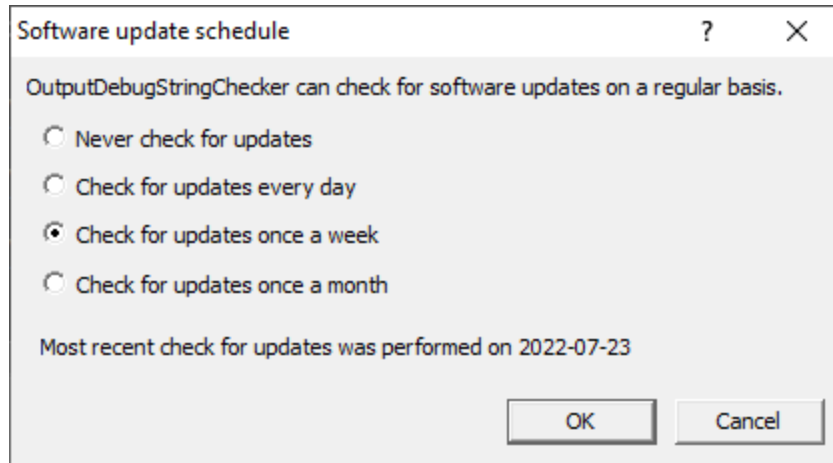 Software update schedule
?
OutputDebugStringChecker can check for software updates on a regular basis.
Never check for updates
Check for updates every day
Check for updates once a week
Check for updates once a month
Most recent check for updates was performed on 2022-07-23
OK Cancel